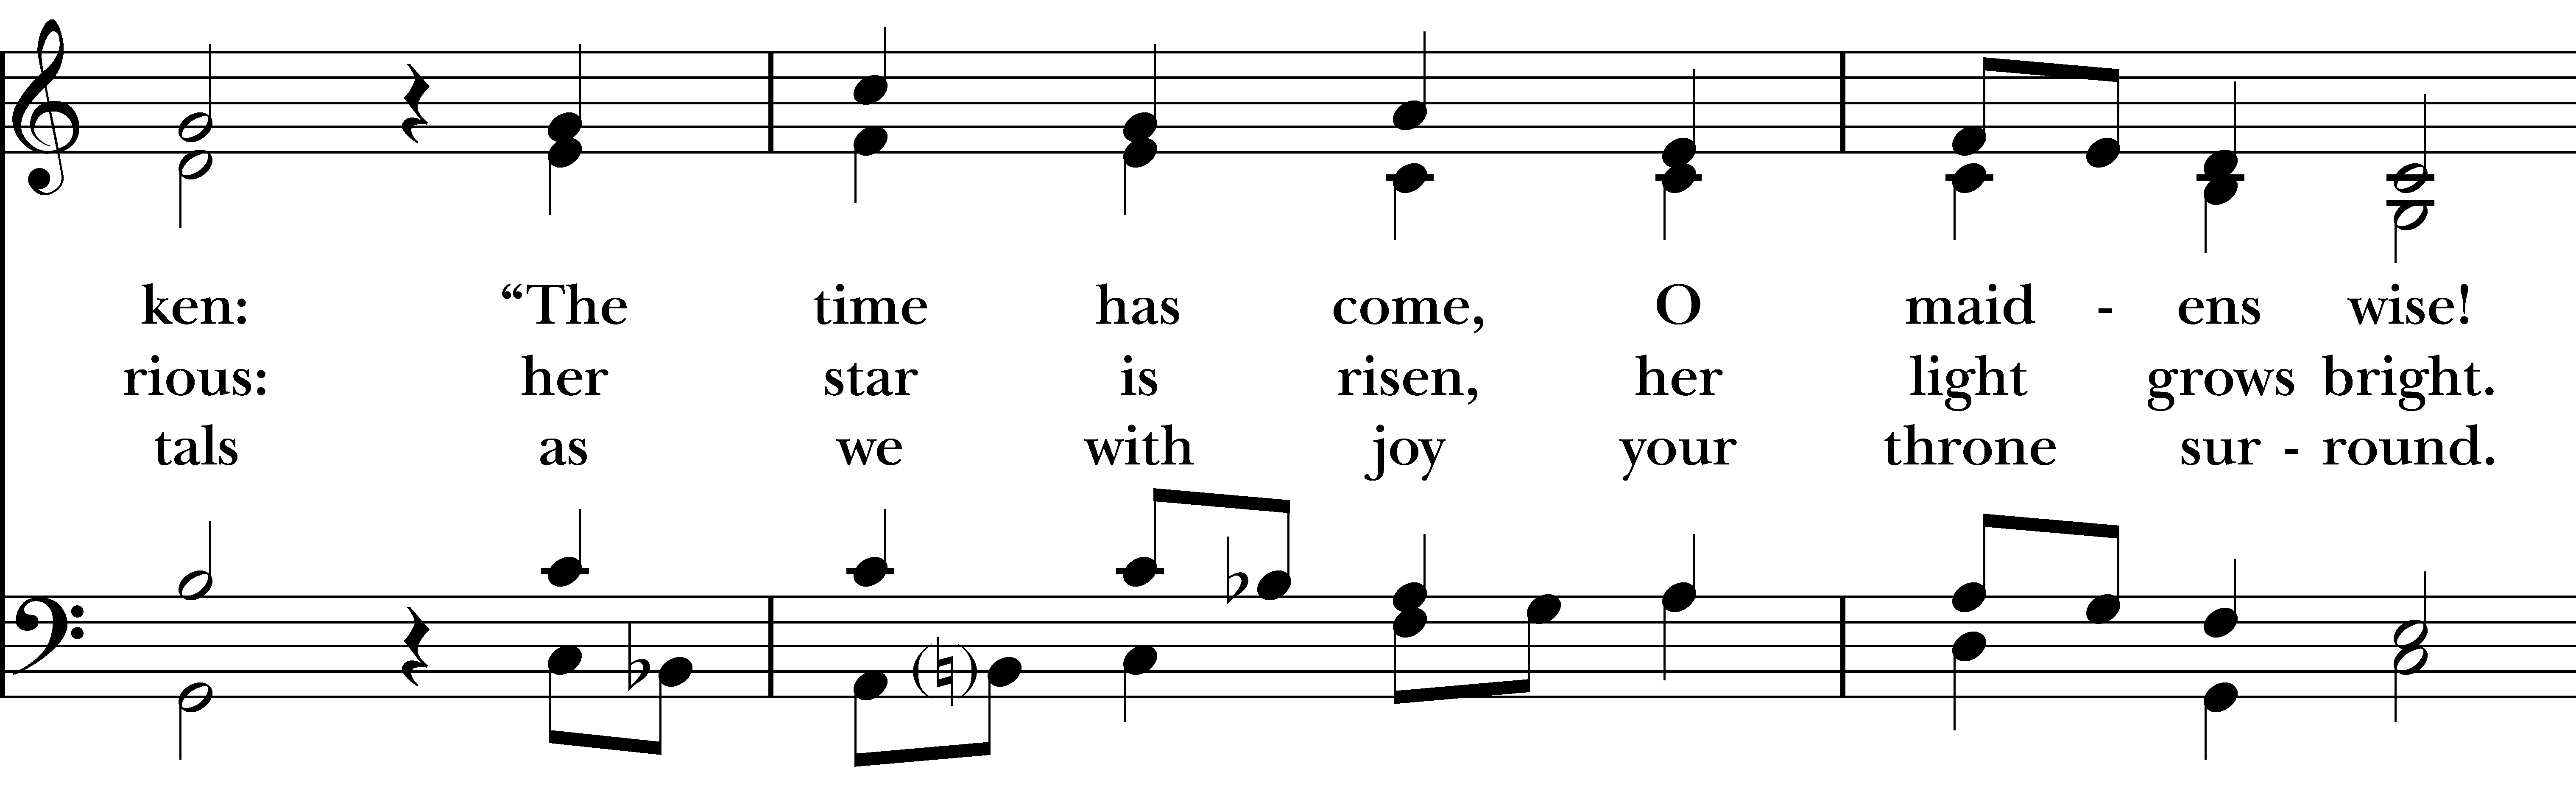 ken: “The time has come, O maid - ens wise!
rious: her star is risen, her light grows bright.
tals as we with joy your throne sur - round.